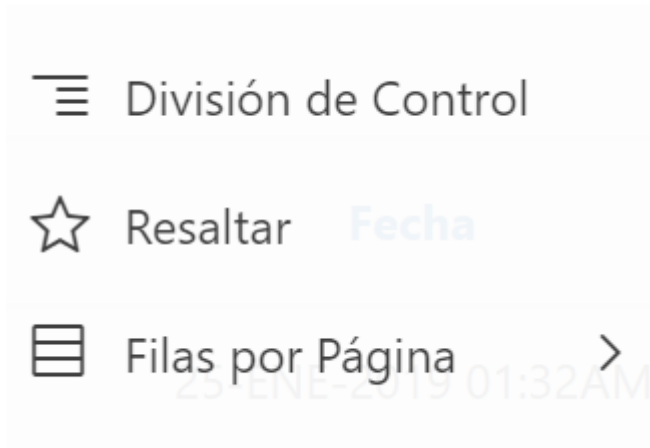 División de Control
Resaltar Fecha
Filas por Página
25-ENE-2019 01:32AM